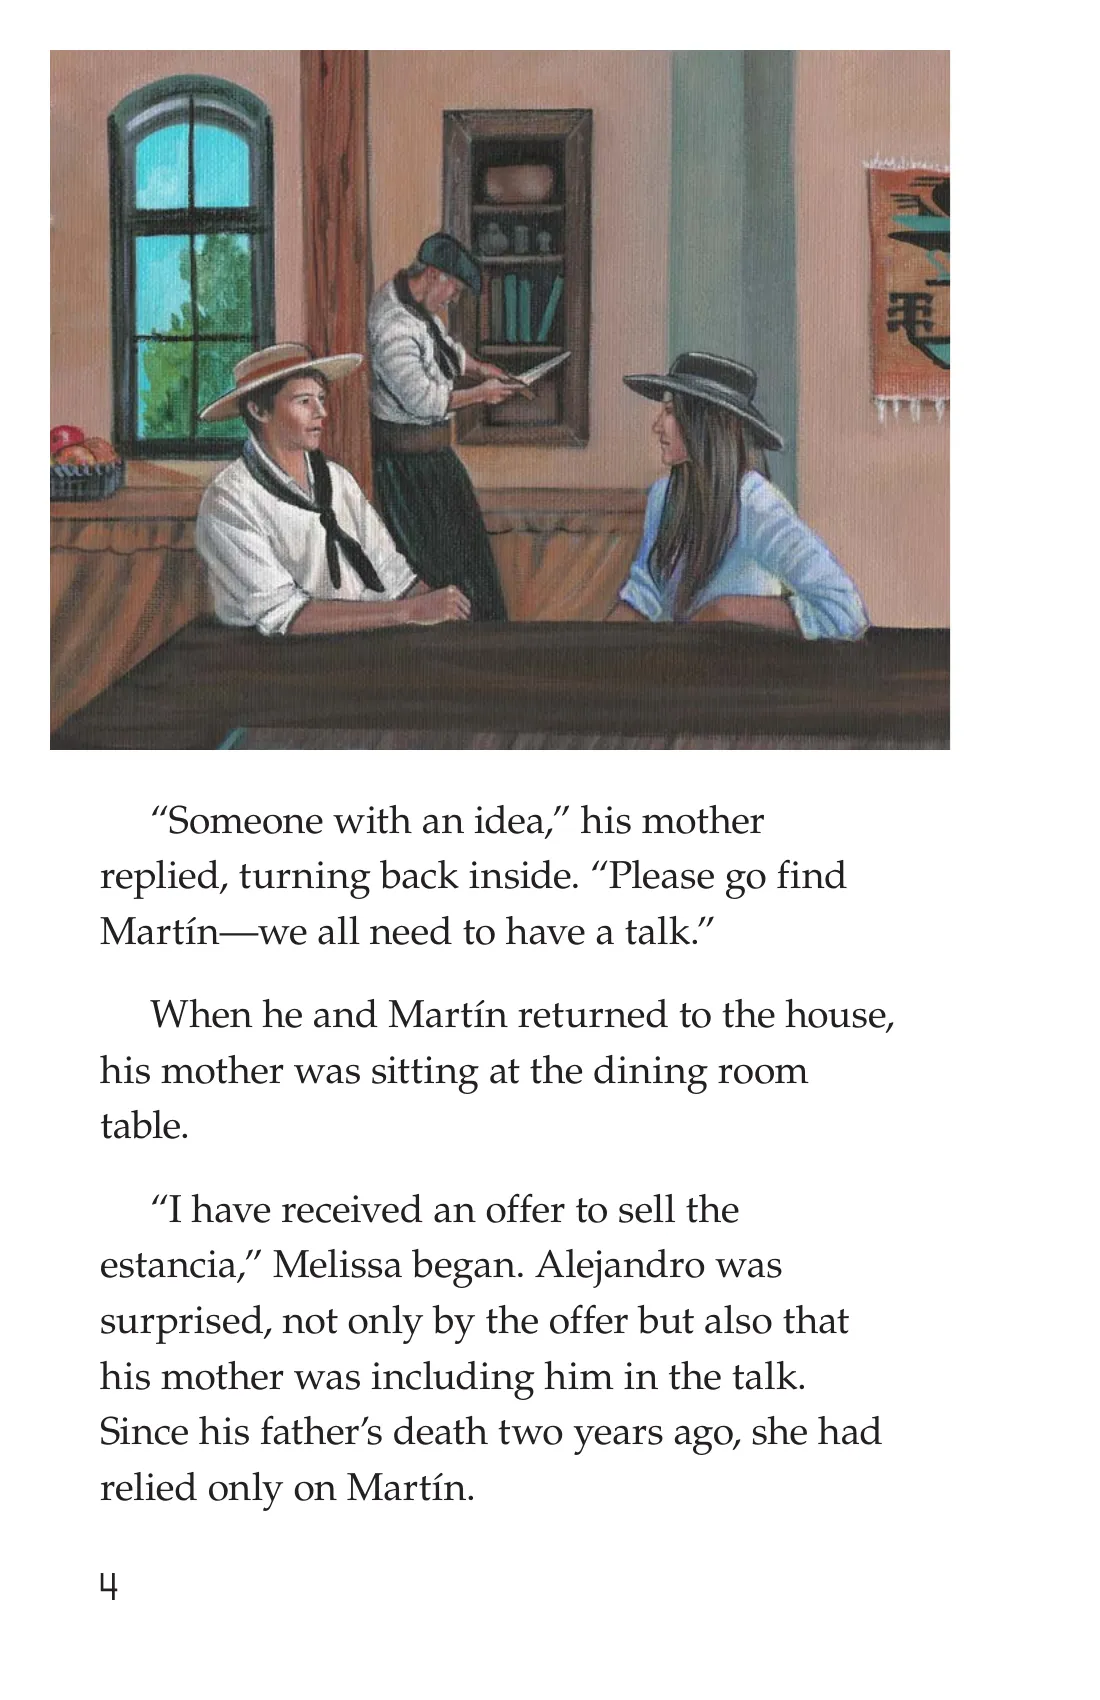 “Someone with an idea,” his mother
replied, turning back inside. “Please go find
Martín—we all need to have a talk.”
When he and Martín returned to the house,
his mother was sitting at the dining room
table.
“I have received an offer to sell the
estancia,” Melissa began. Alejandro was
surprised, not only by the offer but also that
his mother was including him in the talk.
Since his father’s death two years ago, she had
relied only on Martín.
4